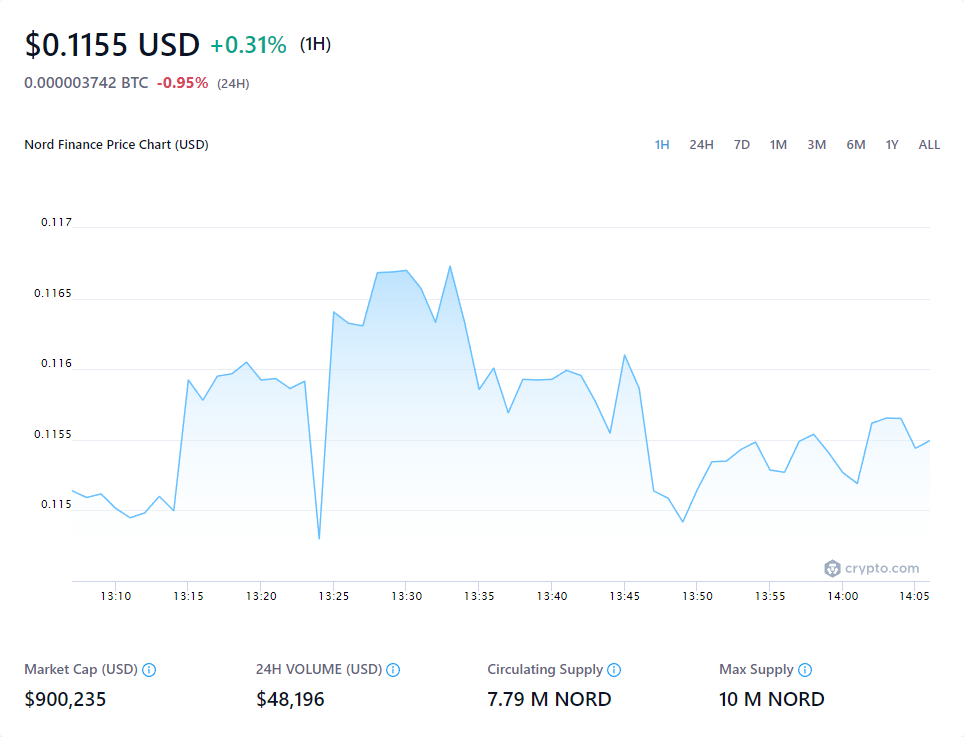 $0.1155 USD +0.31% (1H)
0.000003742 BTC -0.95% (24H)
Nord Finance Price Chart (USD) 1H 24H 7D 1M 3M 6M 1Y ALL
0.117
0.1165
0.116
0.1155
0.115
crypto.com
13:10 13:15 13:20 13:25 13:30 13:35 13:40 13:45 13:50 13:55 14:00 14:05
Market Cap (USD) 24H VOLUME (USD) Circulating Supply Max Supply
$900,235 $48,196 7.79 M NORD 10 M NORD